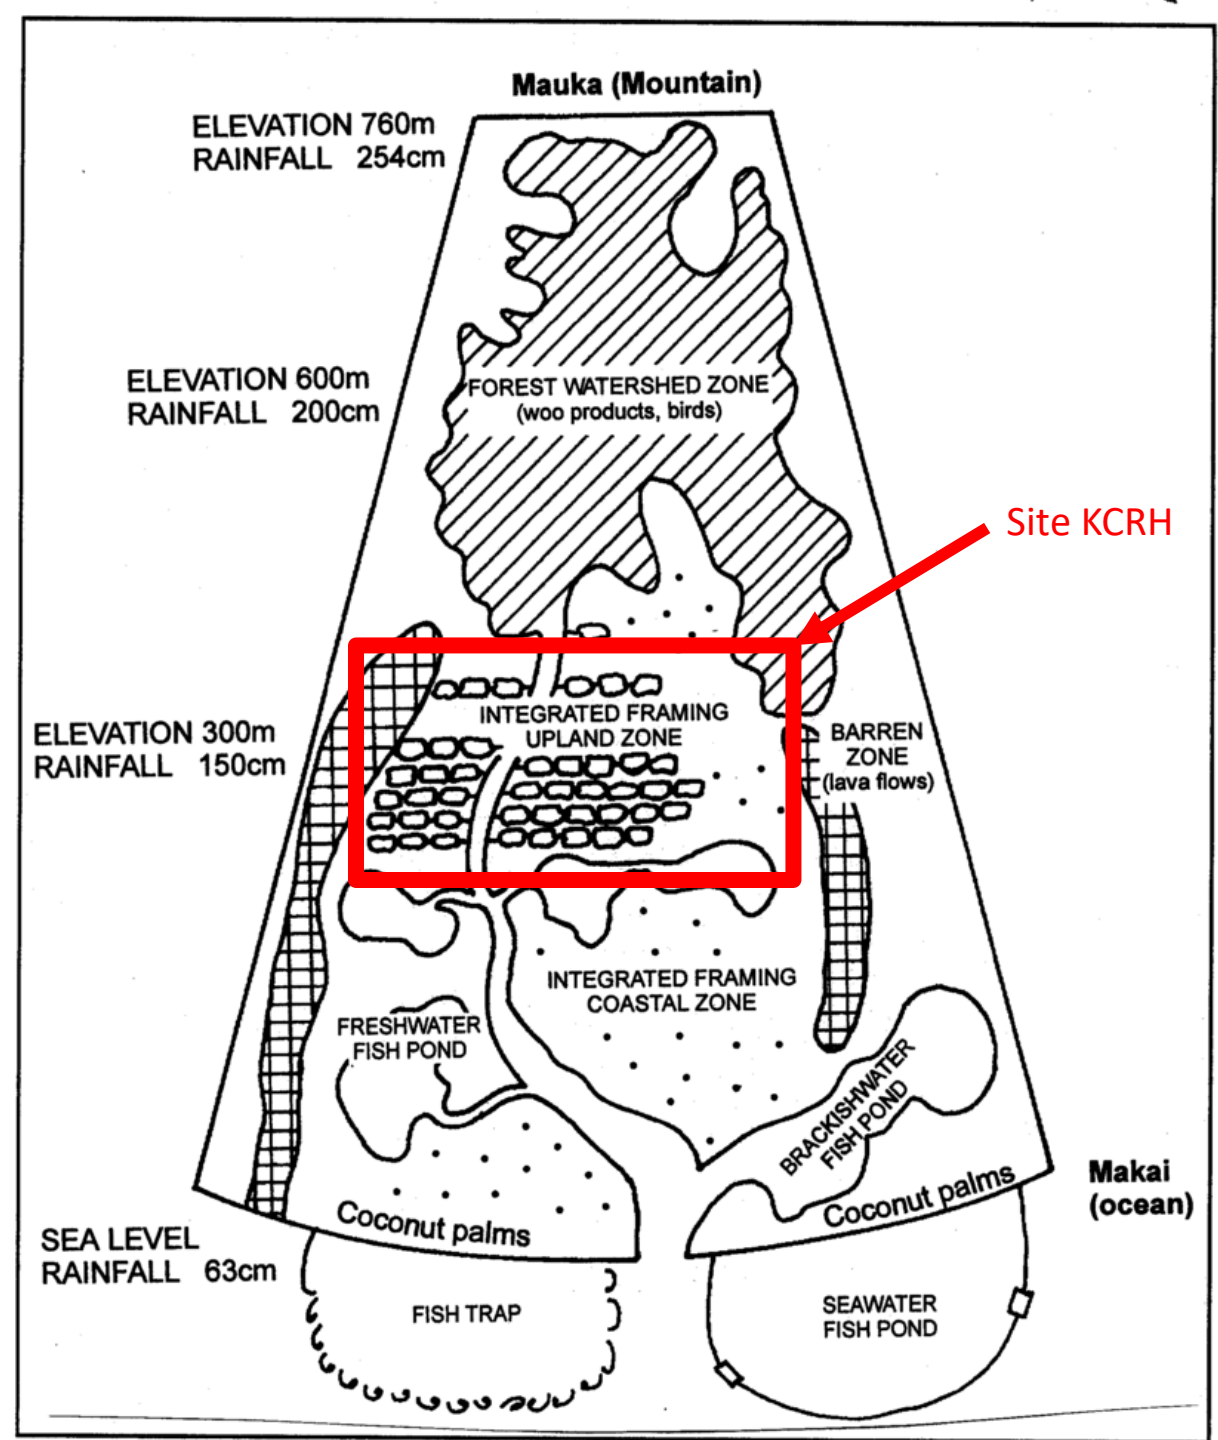 Mauka (Mountain)
ELEVATION 760m
RAINFALL 254cm
ELEVATION 600m
RAINFALL 200cm
FOREST WATERSHED ZONE
(woo products, birds)
Site KCRH
ELEVATION 300m
RAINFALL 150cm
INTEGRATED FRAMING
UPLAND ZONE
BARREN
ZONE
(lava flows)
INTEGRATED FRAMING
COASTAL ZONE
FRESHWATER
FISH POND
BRACKISHWATER
FISH POND
Makai
(ocean)
Coconut palms
Coconut palms
SEA LEVEL
RAINFALL 63cm
FISH TRAP
SEAWATER
FISH POND